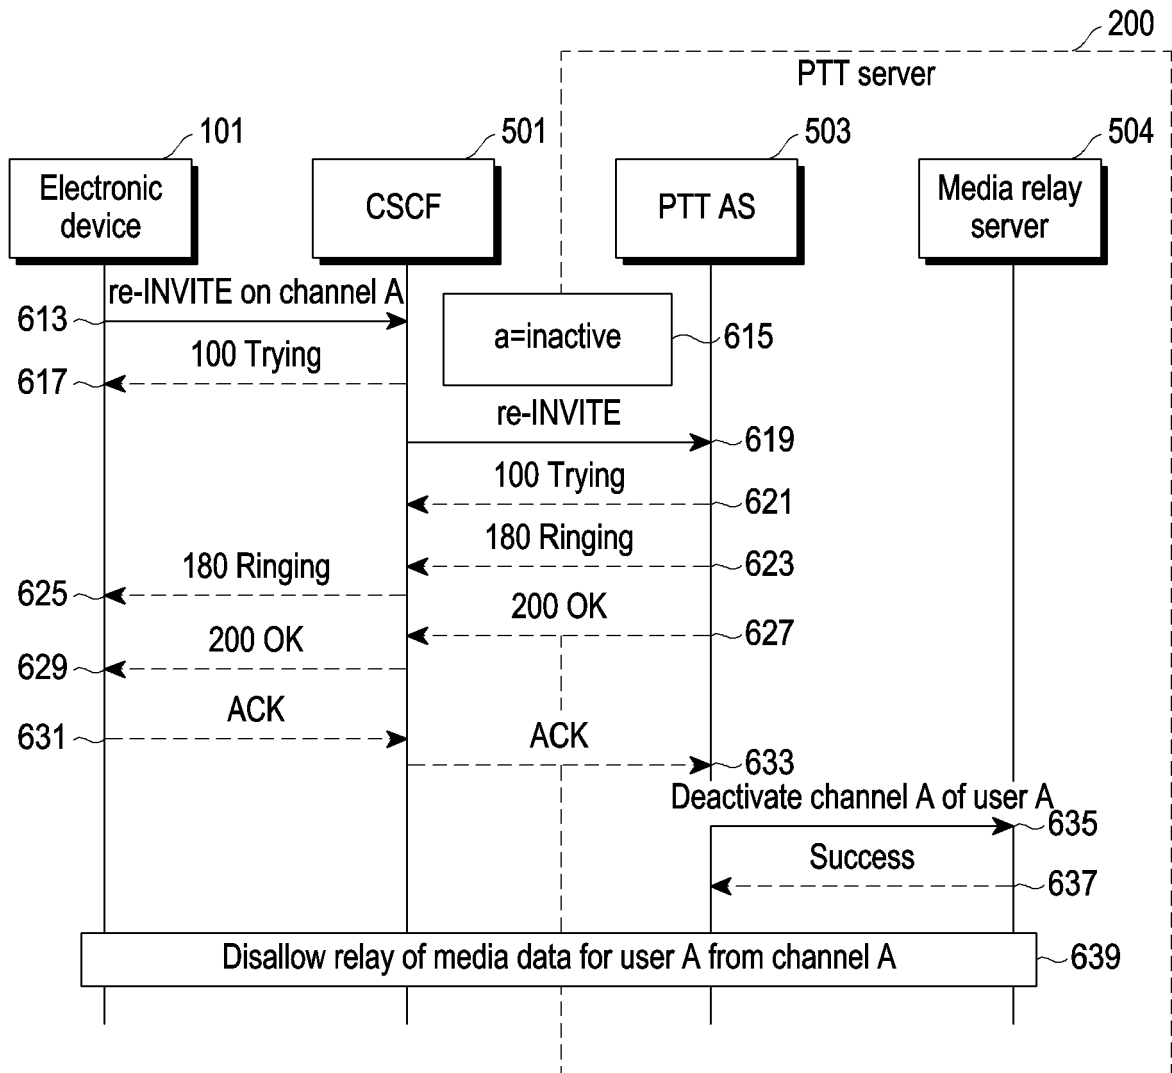 200
PTT server
101
501
503
504
Electronic
device
CSCF
PTT AS
Media relay
server
re-INVITE on channel A
613
a=inactive
615
100 Trying
617
re-INVITE
619
100 Trying
621
180 Ringing
623
180 Ringing
625
200 OK
627
200 OK
629
ACK
631
ACK
633
Deactivate channel A of user A
635
Success
637
Disallow relay of media data for user A from channel A
639